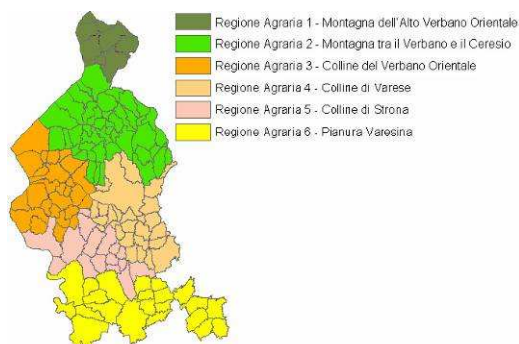 Regione Agraria 1 - Montagna dell'Alto Verbano Orientale
Regione Agraria 2 - Montagna tra il Verbano e il Ceresio
Regione Agraria 3 - Colline del Verbano Orientale
Regione Agraria 4 - Colline di Varese
Regione Agraria 5 - Colline di Strona
Regione Agraria 6 - Pianura Varesina